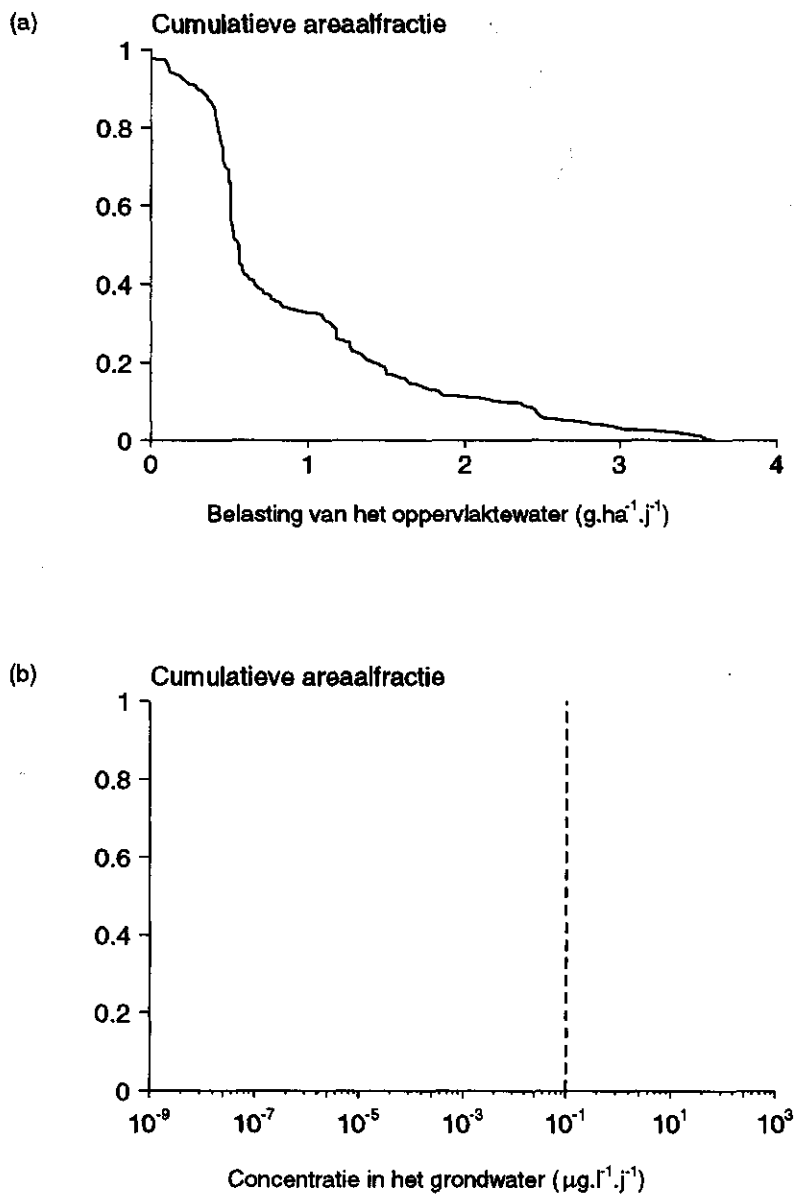 (a)
Cumulatieve areaalfractie
1
0.8
0.6
0.4
0.2
0
0 1 2 3 4
Belasting van het oppervlaktewater (g.ha⁻¹.j⁻¹)
(b)
Cumulatieve areaalfractie
1
0.8
0.6
0.4
0.2
0
10⁻⁹ 10⁻⁷ 10⁻⁵ 10⁻³ 10⁻¹ 10¹ 10³
Concentratie in het grondwater (µg.l⁻¹.j⁻¹)